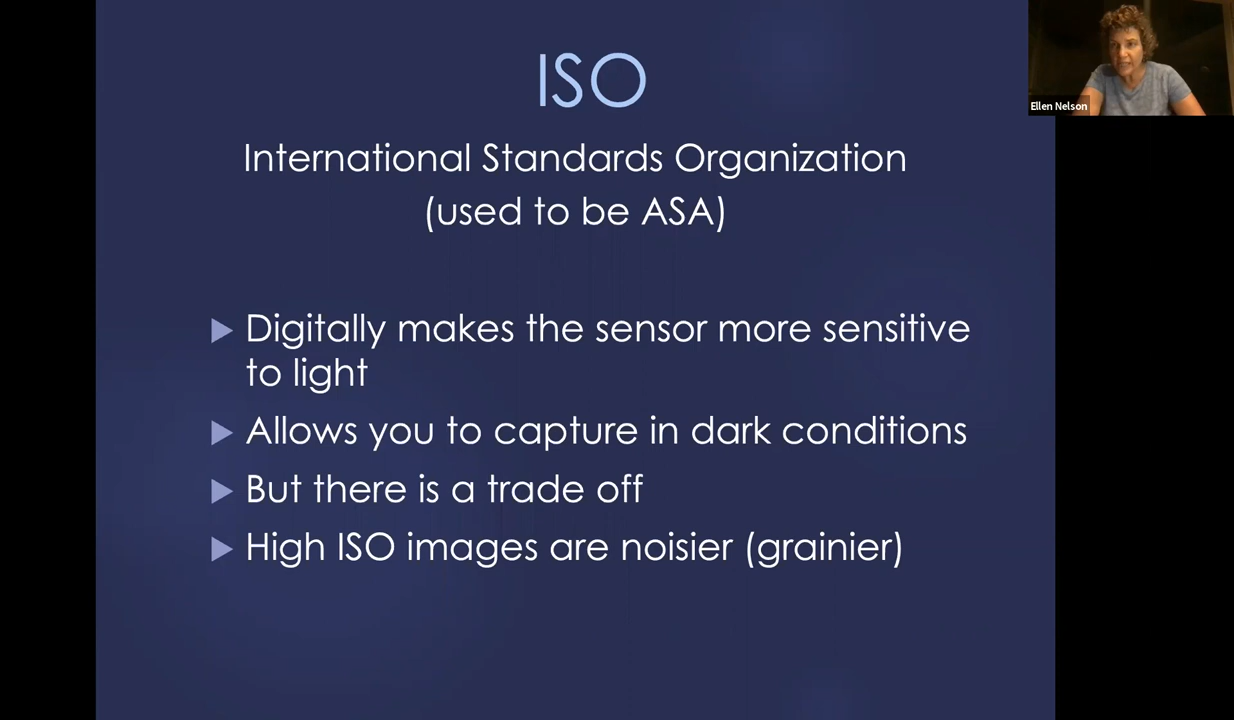 ISO
International Standards Organization
(used to be ASA)
Digitally makes the sensor more sensitive
to light
Allows you to capture in dark conditions
But there is a trade off
High ISO images are noisier (grainier)
Ellen Nelson